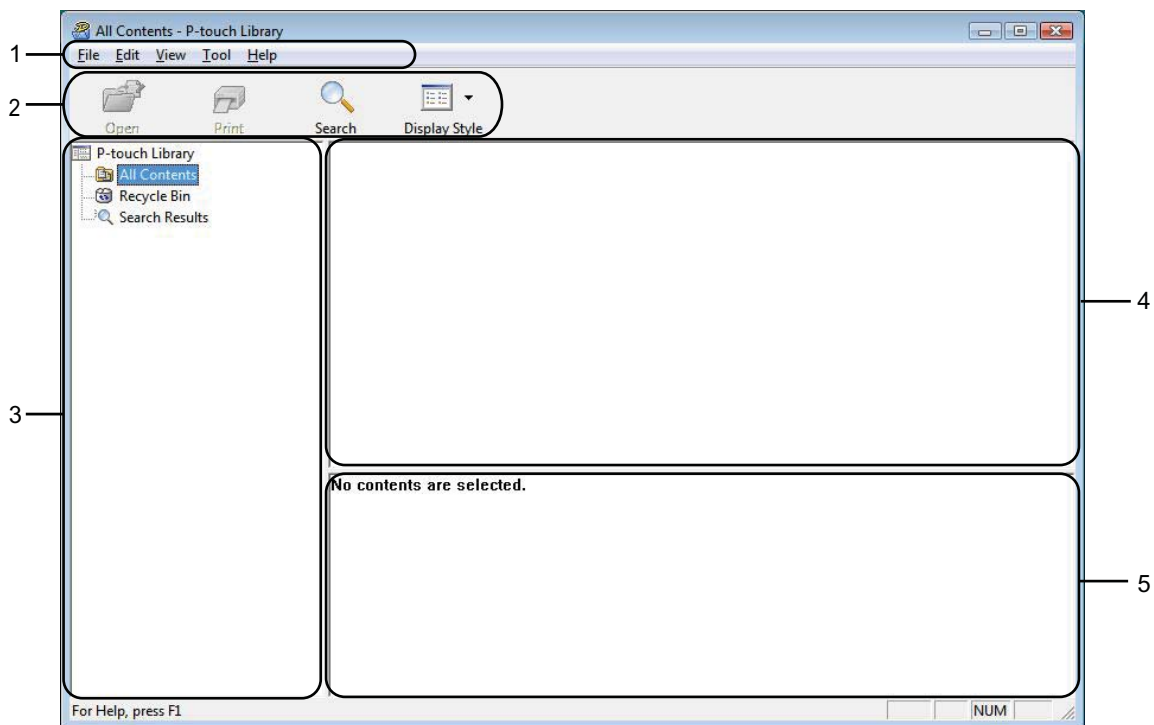 All Contents - P-touch Library
1
File Edit View Tool Help
2
Open Print Search Display Style
P-touch Library
All Contents
Recycle Bin
Search Results
3
4
No contents are selected.
5
For Help, press F1
NUM